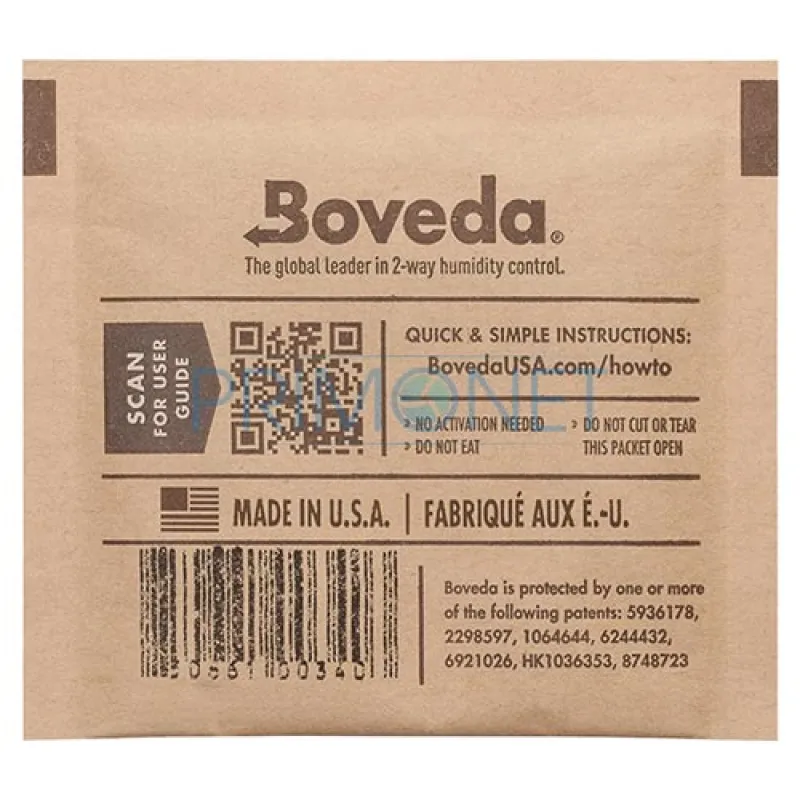 Boveda®
The global leader in 2-way humidity control.
SCAN
FOR USER
GUIDE
QUICK & SIMPLE INSTRUCTIONS:
BovedaUSA.com/howto
PRIMONET
› NO ACTIVATION NEEDED
› DO NOT EAT
› DO NOT CUT OR TEAR
THIS PACKET OPEN
MADE IN U.S.A. | FABRIQUÉ AUX É.-U.
Boveda is protected by one or more
of the following patents: 5936178,
2298597, 1064644, 6244432,
6921026, HK1036353, 8748723